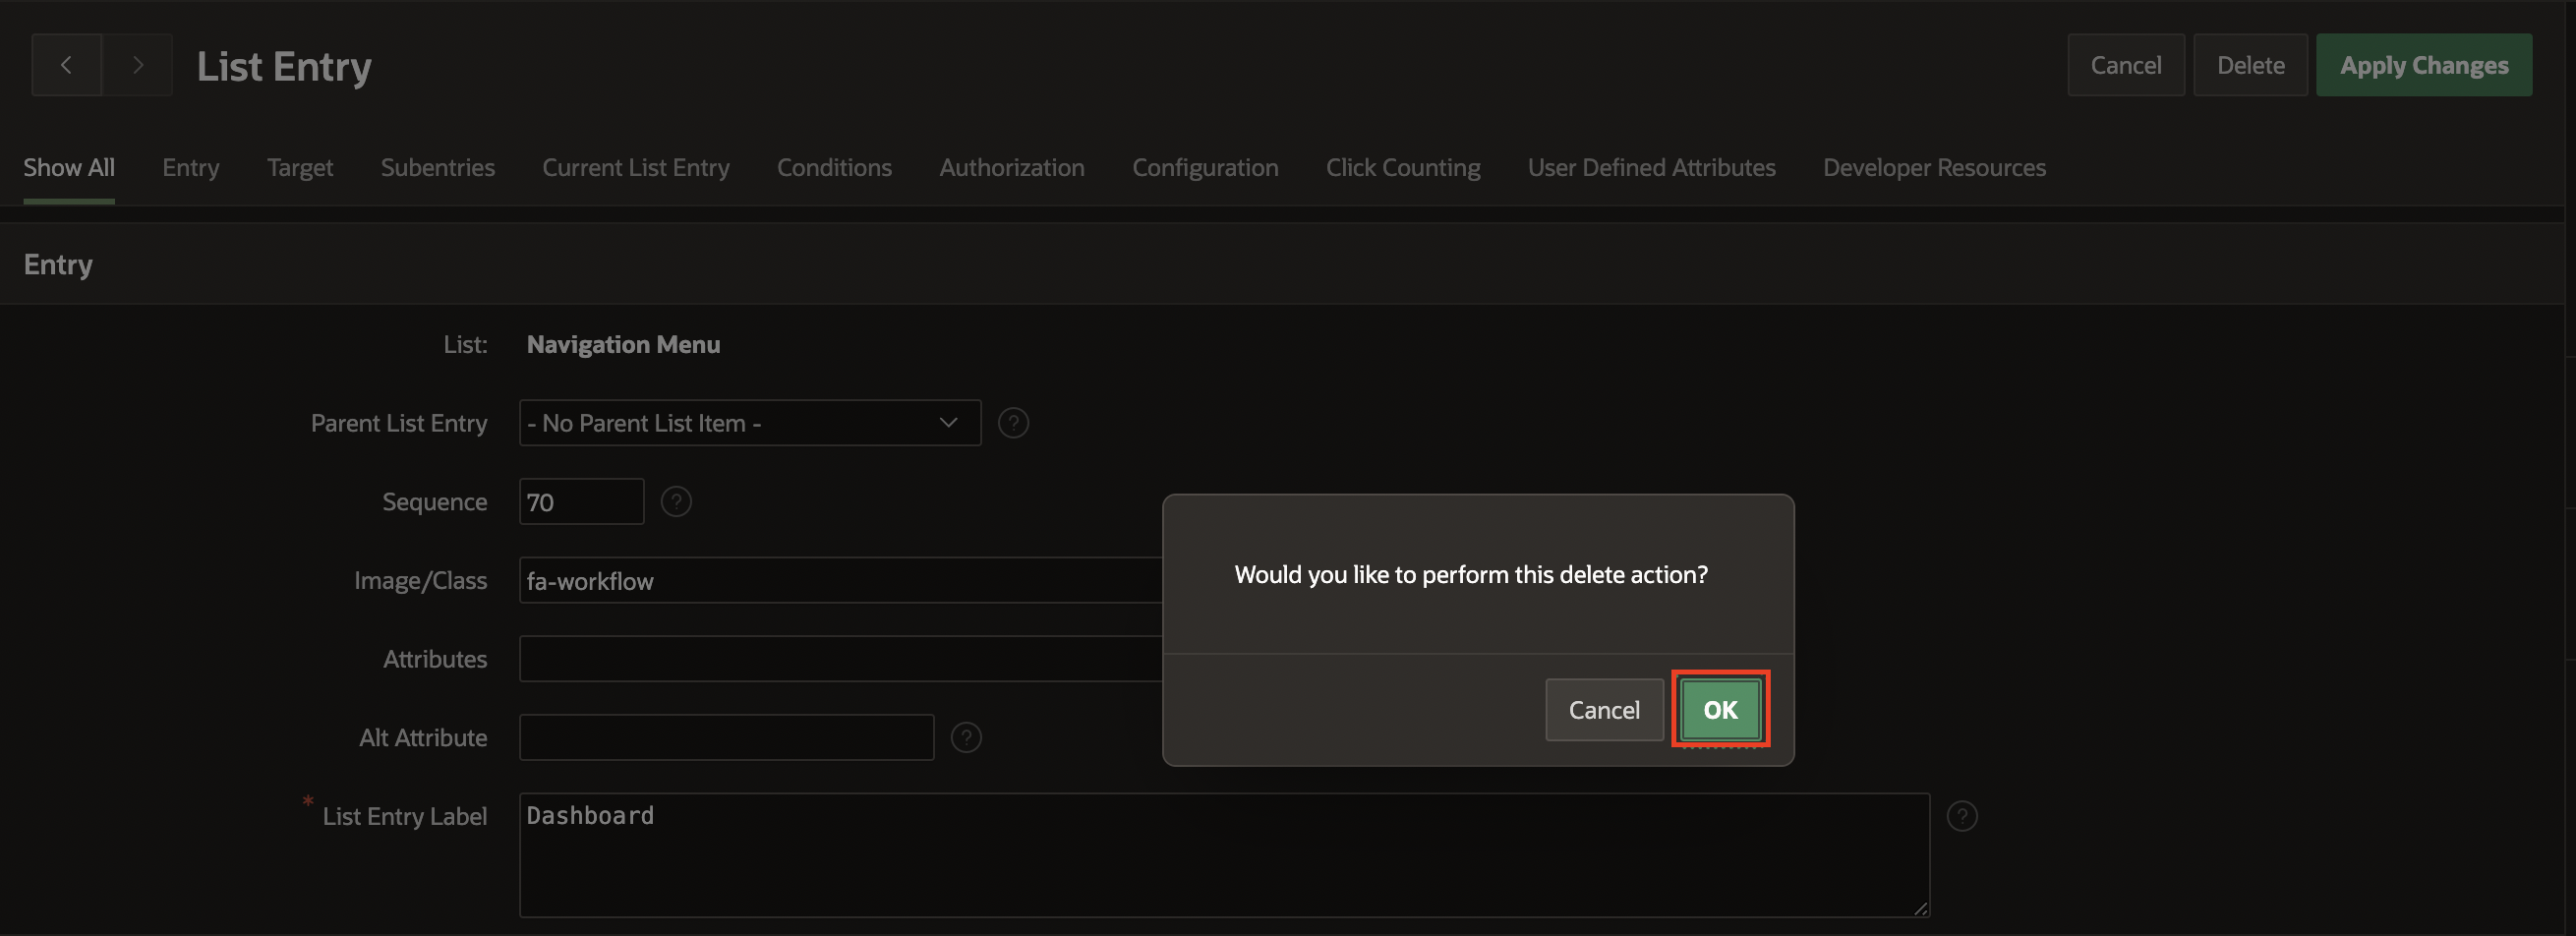 List Entry
Cancel
Delete
Apply Changes
Show All
Entry
Target
Subentries
Current List Entry
Conditions
Authorization
Configuration
Click Counting
User Defined Attributes
Developer Resources
Entry
List:
Navigation Menu
Parent List Entry
- No Parent List Item -
?
Sequence
70
?
Image/Class
fa-workflow
Attributes
Alt Attribute
?
* List Entry Label
Dashboard
?
Would you like to perform this delete action?
Cancel
OK